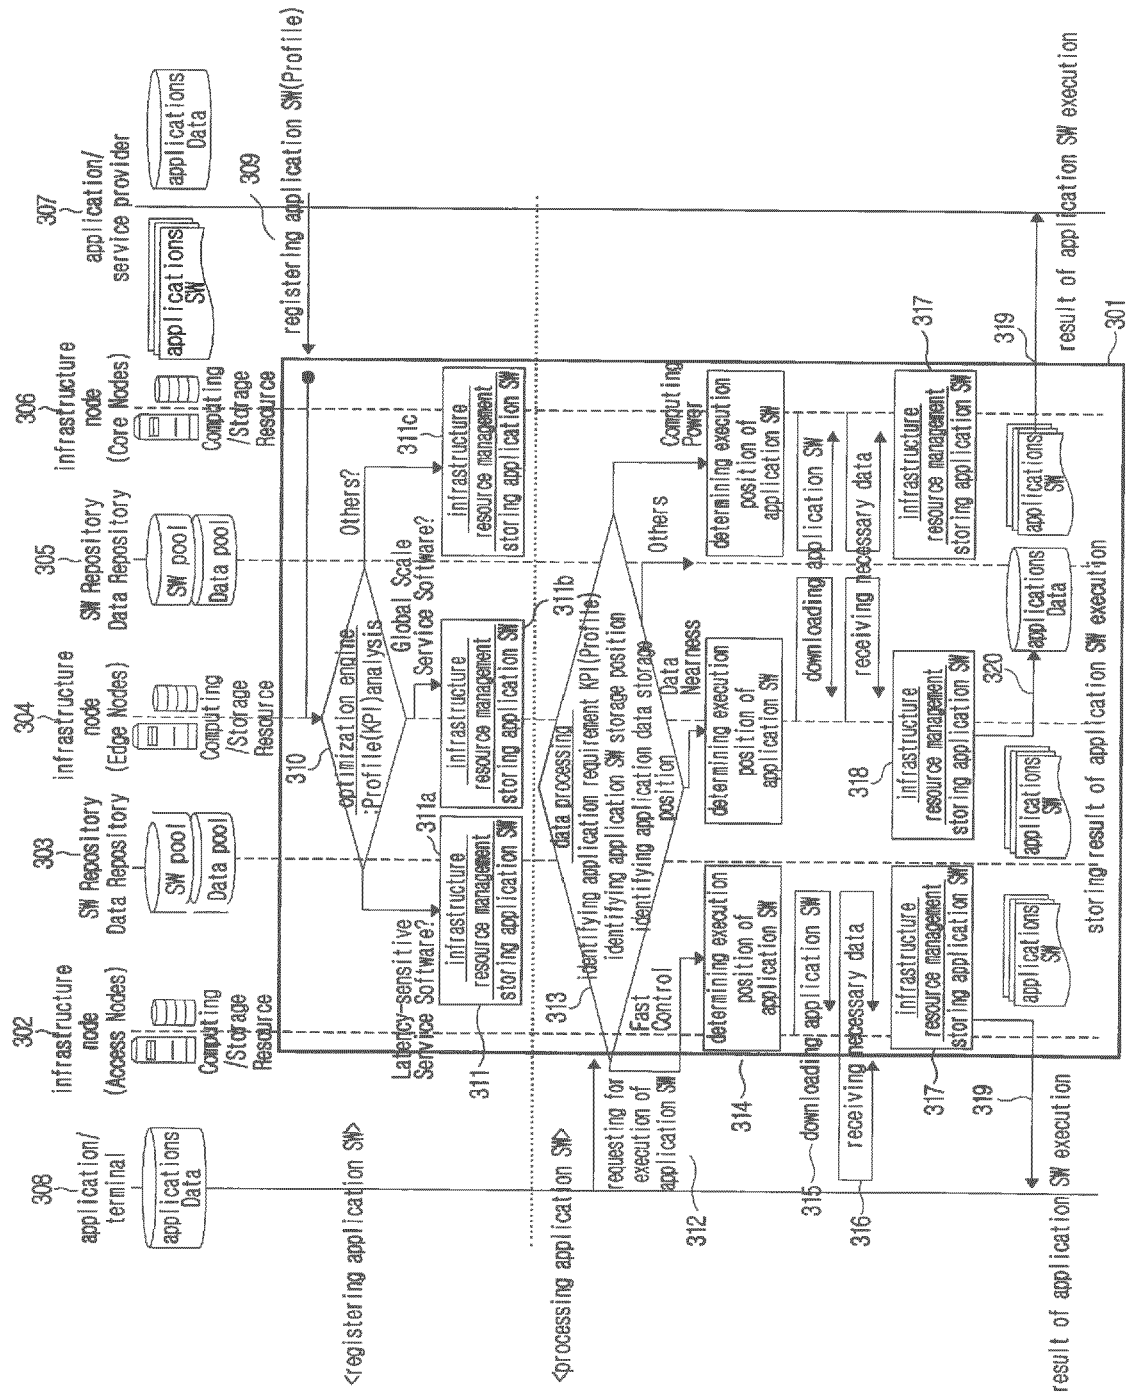 308
application/
terminal
applications
Data
302
infrastructure
node
(Access Nodes)
Computing
/Storage
Resource
303
SW Repository
Data Repository
SW pool
Data pool
304
infrastructure
node
(Edge Nodes)
Computing
/Storage
Resource
305
SW Repository
Data Repository
SW pool
Data pool
306
infrastructure
node
(Core Nodes)
Computing
/Storage
Resource
307
application/
service provider
applications
SW
applications
Data
309
registering application SW(Profile)
<registering application SW>
310
optimization engine
Profile(KPI)analysis
Latency-sensitive
Service Software?
Global Scale
Service Software?
Others?
311
311a
infrastructure
resource management
storing application SW
311b
infrastructure
resource management
storing application SW
311c
infrastructure
resource management
storing application SW
<processing application SW>
requesting for
execution of
application SW
312
313
data processing
identifying application requirement KPI(Profile)
identifying application SW storage position
identifying application data storage
position
Fast
Control
Data
Nearness
Others
Computing
Power
314
determining execution
position of
application SW
determining execution
position of
application SW
determining execution
position of
application SW
315
downloading application SW
downloading application SW
316
receiving necessary data
receiving necessary data
317
infrastructure
resource management
storing application SW
318
infrastructure
resource management
storing application SW
317
infrastructure
resource management
storing application SW
319
applications
SW
applications
SW
320
applications
Data
applications
SW
319
result of application SW execution
storing result of application SW execution
result of application SW execution
301